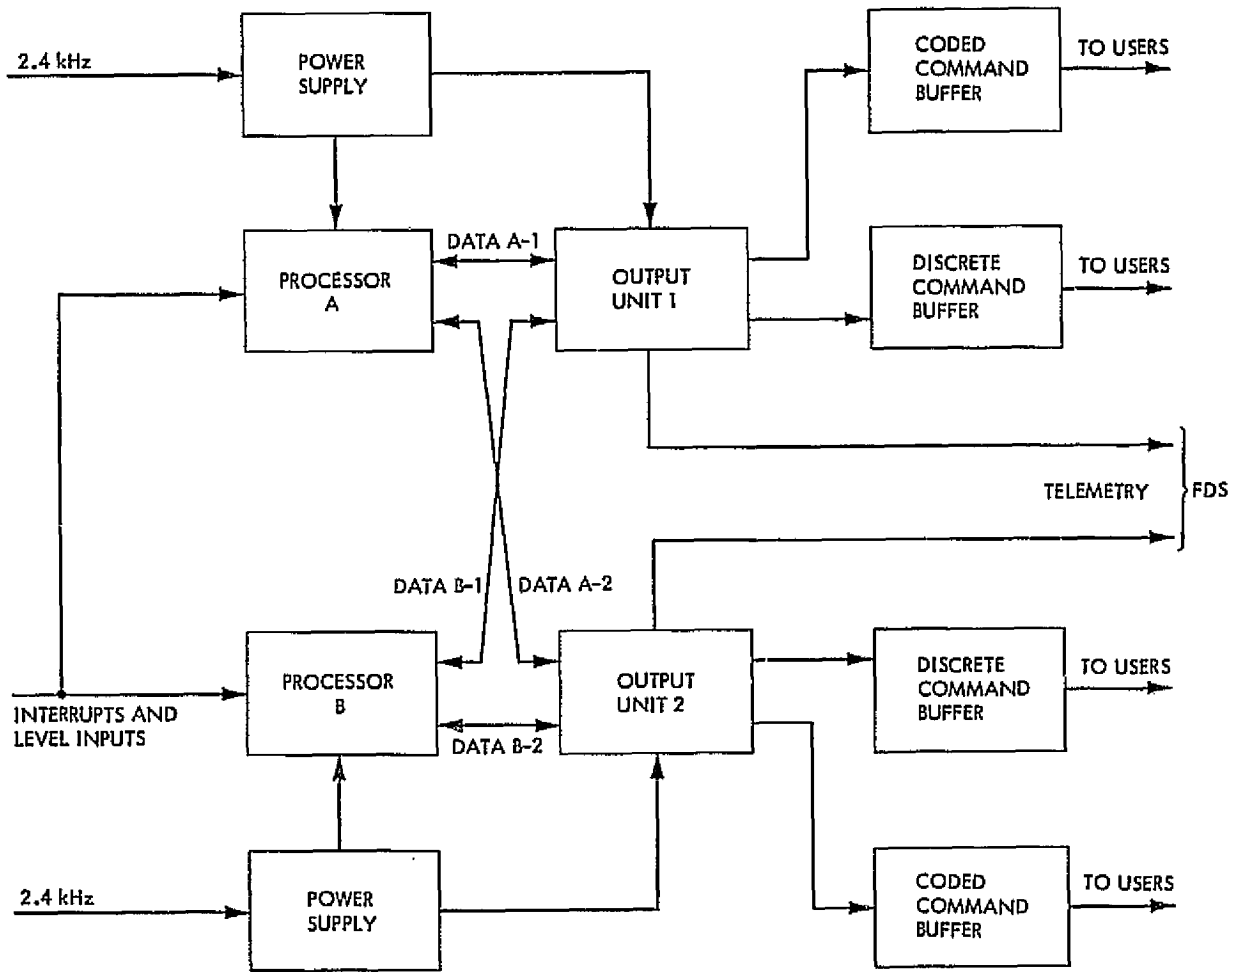 2.4 kHz
POWER
SUPPLY
CODED
COMMAND
BUFFER
TO USERS
PROCESSOR
A
DATA A-1
OUTPUT
UNIT 1
DISCRETE
COMMAND
BUFFER
TO USERS
TELEMETRY
FDS
DATA B-1
DATA A-2
INTERRUPTS AND
LEVEL INPUTS
PROCESSOR
B
DATA B-2
OUTPUT
UNIT 2
DISCRETE
COMMAND
BUFFER
TO USERS
2.4 kHz
POWER
SUPPLY
CODED
COMMAND
BUFFER
TO USERS